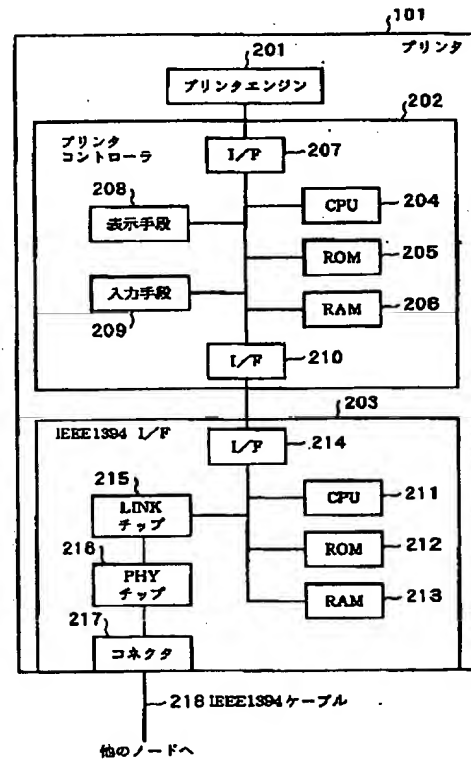 101
プリンタ
201
プリンタエンジン
202
プリンタ
コントローラ
I/F
207
208
表示手段
CPU
204
ROM
205
入力手段
209
RAM
206
I/F
210
203
IEEE1394 I/F
I/F
214
215
LINK
チップ
CPU
211
216
PHY
チップ
ROM
212
RAM
213
217
コネクタ
218 IEEE1394ケーブル
他のノードへ